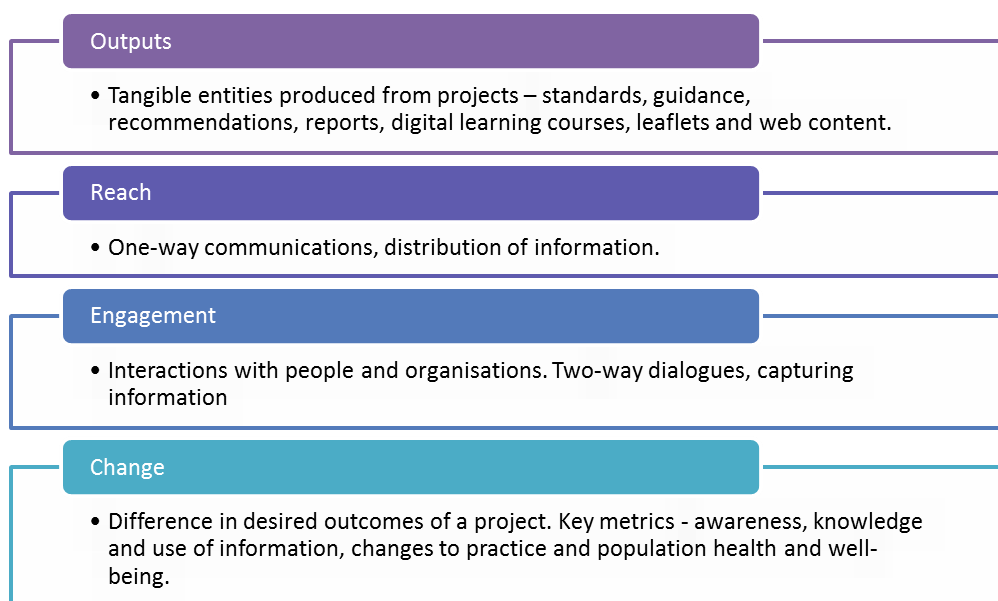 Outputs
• Tangible entities produced from projects – standards, guidance,
recommendations, reports, digital learning courses, leaflets and web content.
Reach
• One-way communications, distribution of information.
Engagement
• Interactions with people and organisations. Two-way dialogues, capturing
information
Change
• Difference in desired outcomes of a project. Key metrics - awareness, knowledge
and use of information, changes to practice and population health and well-
being.